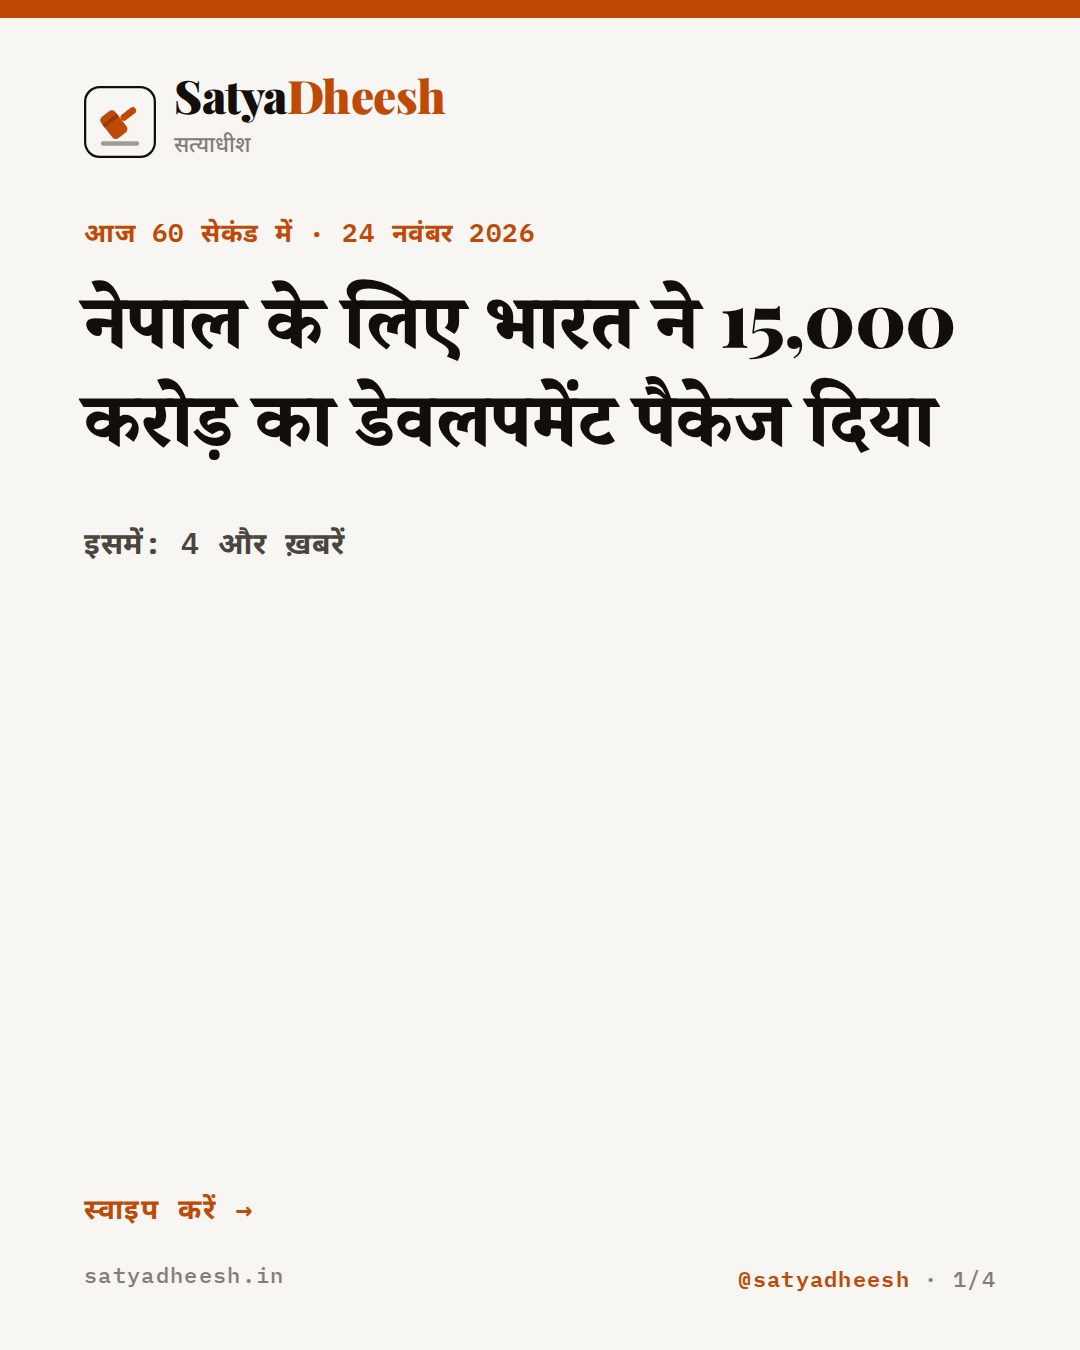 SatyaDheesh
सत्याधीश
आज 60 सेकंड में · 24 नवंबर 2026
नेपाल के लिए भारत ने 15,000
करोड़ का डेवलपमेंट पैकेज दिया
इसमें: 4 और ख़बरें
स्वाइप करें →
satyadheesh.in
@satyadheesh · 1/4